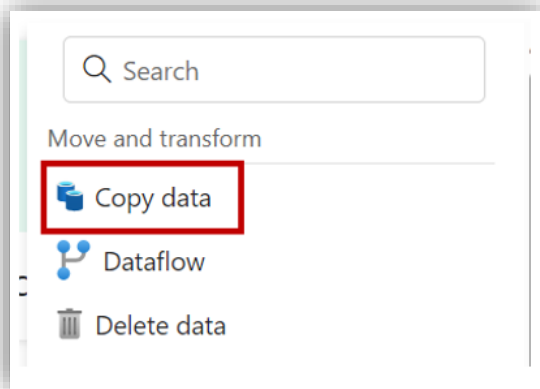 Search
Move and transform
Copy data
Dataflow
Delete data